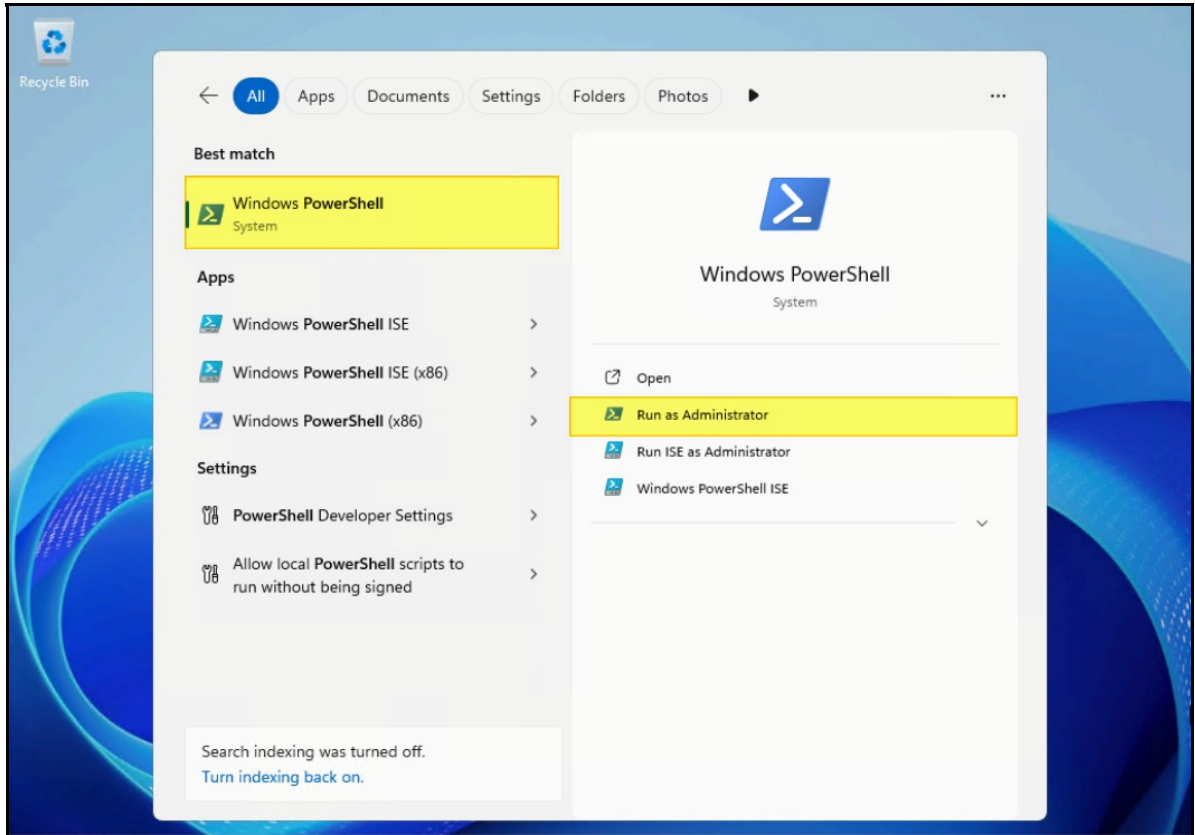 Recycle Bin
All
Apps
Documents
Settings
Folders
Photos
Best match
Windows PowerShell
System
Apps
Windows PowerShell ISE
Windows PowerShell ISE (x86)
Windows PowerShell (x86)
Settings
PowerShell Developer Settings
Allow local PowerShell scripts to
run without being signed
Search indexing was turned off.
Turn indexing back on.
Windows PowerShell
System
Open
Run as Administrator
Run ISE as Administrator
Windows PowerShell ISE